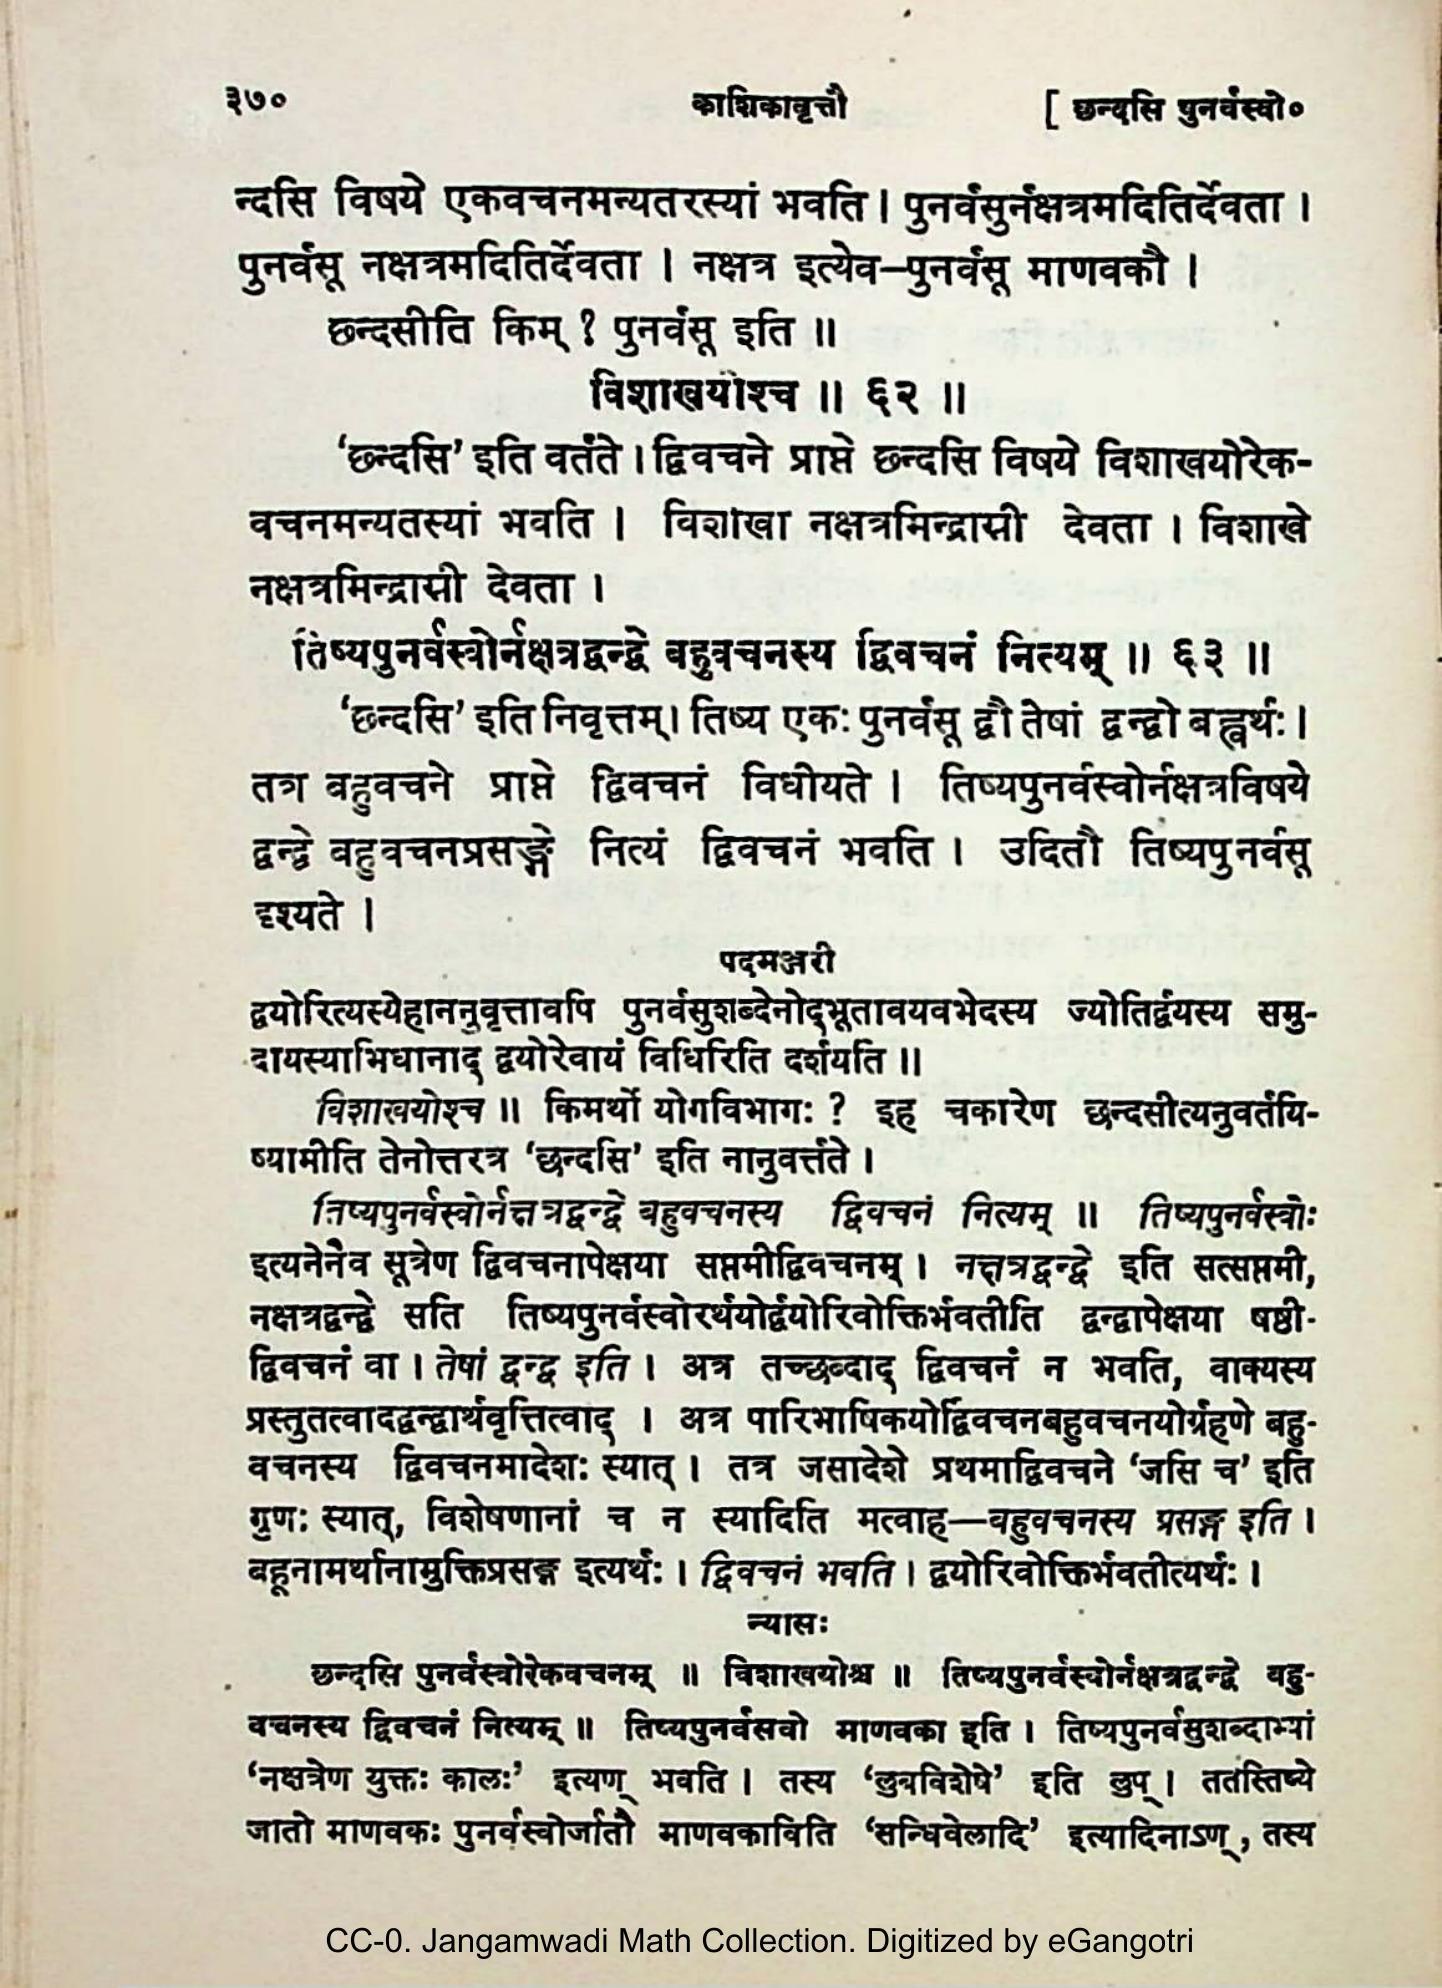 ३७०
काशिकावृत्तौ
[ छन्दसि पुनर्वस्वो०
न्दसि विषये एकवचनमन्यतरस्यां भवति। पुनर्वसुर्नक्षत्रमदितिर्देवता ।
पुनर्वसू नक्षत्रमदितिर्देवता । नक्षत्र इत्येव–पुनर्वसू माणवकौ ।
छन्दसीति किम् ? पुनर्वसू इति ॥
विशाखयोश्च ॥ ६२ ॥
‘छन्दसि’ इति वर्तते । द्विवचने प्राप्ते छन्दसि विषये विशाखयोरेक-
वचनमन्यतस्यां भवति । विशाखा नक्षत्रमिन्द्राग्नी देवता । विशाखे
नक्षत्रमिन्द्राग्नी देवता ।
तिष्यपुनर्वस्वोर्नक्षत्रद्वन्द्वे बहुवचनस्य द्विवचनं नित्यम् ॥ ६३ ॥
‘छन्दसि’ इति निवृत्तम्। तिष्य एकः पुनर्वसू द्वौ तेषां द्वन्द्वो बह्वर्थः।
तत्र बहुवचने प्राप्ते द्विवचनं विधीयते । तिष्यपुनर्वस्वोर्नक्षत्रविषये
द्वन्द्वे बहुवचनप्रसङ्गे नित्यं द्विवचनं भवति । उदितौ तिष्यपुनर्वसू
दृश्यते ।
पदमञ्जरी
द्वयोरित्यस्येहाननुवृत्तावपि पुनर्वसुशब्देनोद्भूतावयवभेदस्य ज्योतिर्द्वयस्य समु-
दायस्याभिधानाद् द्वयोरेवायं विधिरिति दर्शयति ॥
विशाखयोश्च ॥ किमर्थो योगविभागः ? इह चकारेण छन्दसीत्यनुवर्तयि-
ष्यामीति तेनोत्तरत्र ‘छन्दसि’ इति नानुवर्त्तते ।
तिष्यपुनर्वस्वोर्नक्षत्रद्वन्द्वे बहुवचनस्य द्विवचनं नित्यम् ॥ तिष्यपुनर्वस्वोः
इत्यनेनैव सूत्रेण द्विवचनापेक्षया सप्तमीद्विवचनम् । नक्षत्रद्वन्द्वे इति सत्सप्तमी,
नक्षत्रद्वन्द्वे सति तिष्यपुनर्वस्वोरर्थयोर्द्वयोरिवोक्तिर्भवतीति द्वन्द्वापेक्षया षष्ठी-
द्विवचनं वा । तेषां द्वन्द्व इति । अत्र तच्छब्दाद् द्विवचनं न भवति, वाक्यस्य
प्रस्तुतत्वादद्वन्द्वार्थवृत्तित्वाद् । अत्र पारिभाषिकयोर्द्विवचनबहुवचनयोर्ग्रहणे बहु-
वचनस्य द्विवचनमादेशः स्यात् । तत्र जसादेशे प्रथमाद्विवचने ‘जसि च’ इति
गुणः स्यात्, विशेषणानां च न स्यादिति मत्वाह—बहुवचनस्य प्रसङ्ग इति ।
बहूनामर्थानामुक्तिप्रसङ्ग इत्यर्थः । द्विवचनं भवति । द्वयोरिवोक्तिर्भवतीत्यर्थः ।
न्यासः
छन्दसि पुनर्वस्वोरेकवचनम् ॥ विशाखयोश्च ॥ तिष्यपुनर्वस्वोर्नक्षत्रद्वन्द्वे बहु-
वचनस्य द्विवचनं नित्यम् ॥ तिष्यपुनर्वसवो माणवका इति । तिष्यपुनर्वसुशब्दाभ्यां
‘नक्षत्रेण युक्तः कालः’ इत्यण् भवति । तस्य ‘लुबविशेषे’ इति लुप् । ततस्तिष्ये
जातो माणवकः पुनर्वस्वोर्जातौ माणवकाविति ‘सन्धिवेलादि’ इत्यादिनाऽण् , तस्य
CC-0. Jangamwadi Math Collection. Digitized by eGangotri